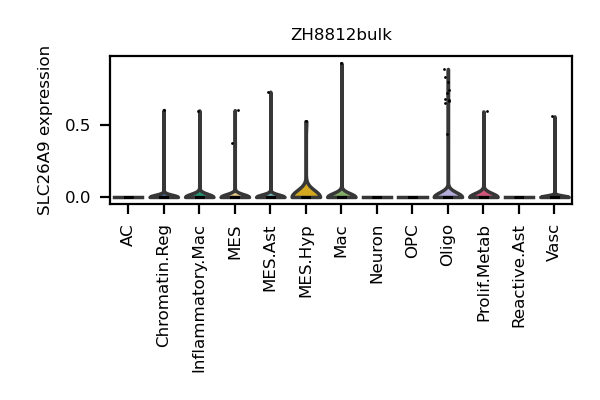 ZH8812bulk
SLC26A9 expression
0.5
0.0
AC
Chromatin.Reg
Inflammatory.Mac
MES
MES.Ast
MES.Hyp
Mac
Neuron
OPC
Oligo
Prolif.Metab
Reactive.Ast
Vasc